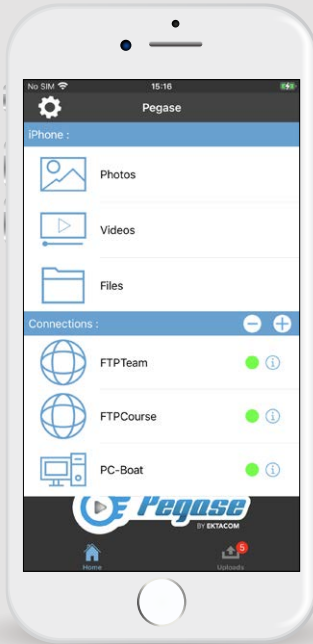 No SIM 15:16
Pegase
iPhone :
Photos
Videos
Files
Connections :
FTPTeam
FTPCourse
PC-Boat
Pegase
BY EKTACOM
5
Home Uploads